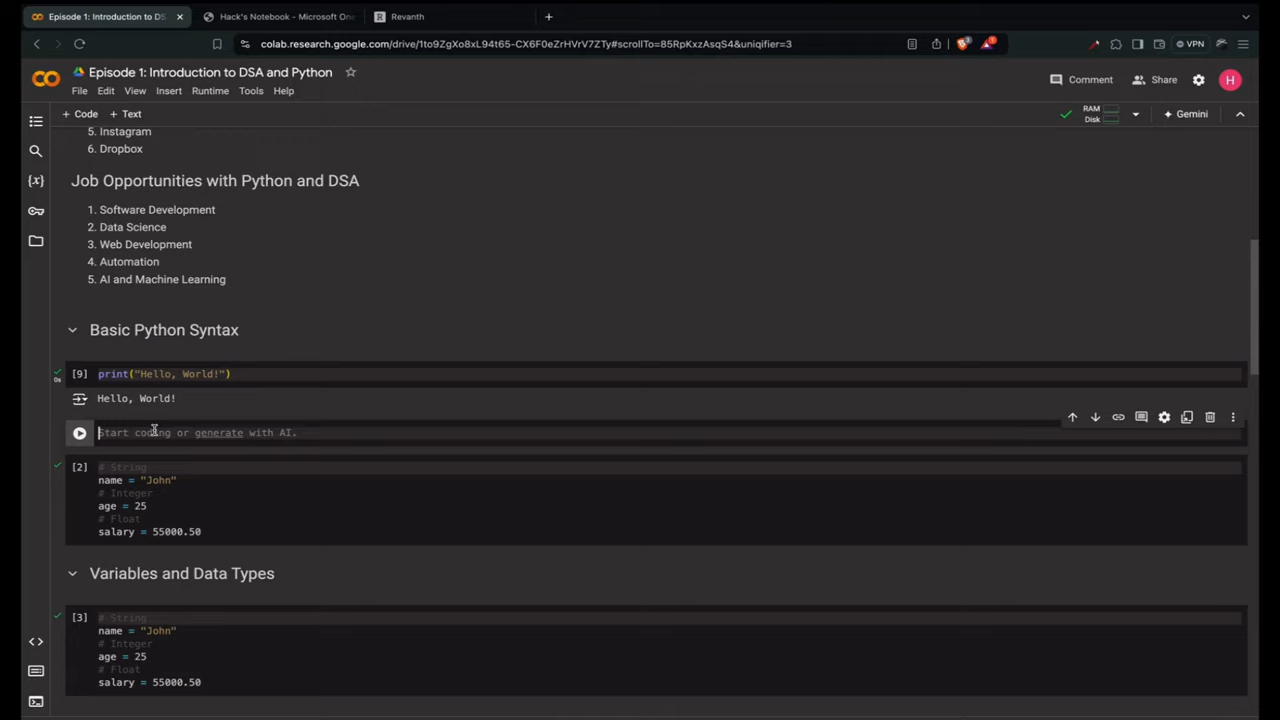 Episode 1: Introduction to DS
Hack's Notebook - Microsoft One
R Revanth
colab.research.google.com/drive/1to9ZgXo8xL94t65-CX6F0eZrHVrV7ZTy#scrollTo=85RpKxzAsqS4&uniqifier=3
VPN
Episode 1: Introduction to DSA and Python
Comment
Share
H
File Edit View Insert Runtime Tools Help
+ Code + Text
RAM
Disk
Gemini
5. Instagram
6. Dropbox
Job Opportunities with Python and DSA
1. Software Development
2. Data Science
3. Web Development
4. Automation
5. AI and Machine Learning
Basic Python Syntax
[9] print("Hello, World!")
0s
Hello, World!
Start coding or generate with AI.
[2] # String
name = "John"
# Integer
age = 25
# Float
salary = 55000.50
Variables and Data Types
[3] # String
name = "John"
# Integer
age = 25
# Float
salary = 55000.50